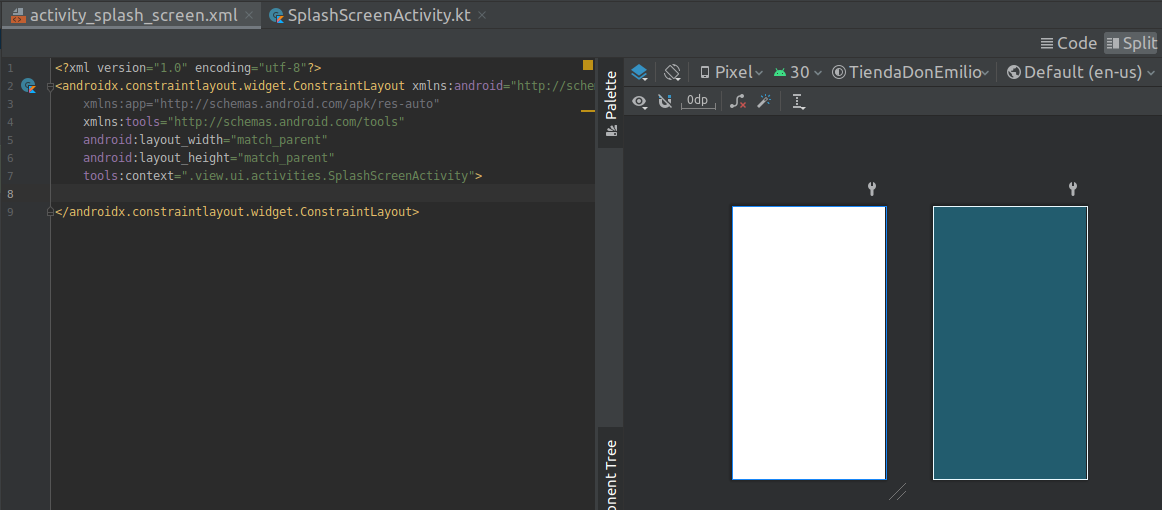 activity_splash_screen.xml
SplashScreenActivity.kt
Code
Split
1 <?xml version="1.0" encoding="utf-8"?>
2 <androidx.constraintlayout.widget.ConstraintLayout xmlns:android="http://sche
3 xmlns:app="http://schemas.android.com/apk/res-auto"
4 xmlns:tools="http://schemas.android.com/tools"
5 android:layout_width="match_parent"
6 android:layout_height="match_parent"
7 tools:context=".view.ui.activities.SplashScreenActivity">
8
9 </androidx.constraintlayout.widget.ConstraintLayout>
Palette
onent Tree
Pixel
30
TiendaDonEmilio
Default (en-us)
0dp